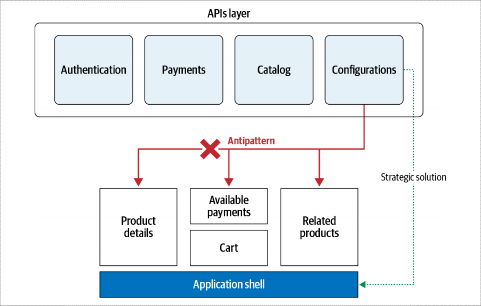 APIs layer
Authentication
Payments
Catalog
Configurations
Antipattern
Strategic solution
Product
details
Available
payments
Cart
Related
products
Application shell